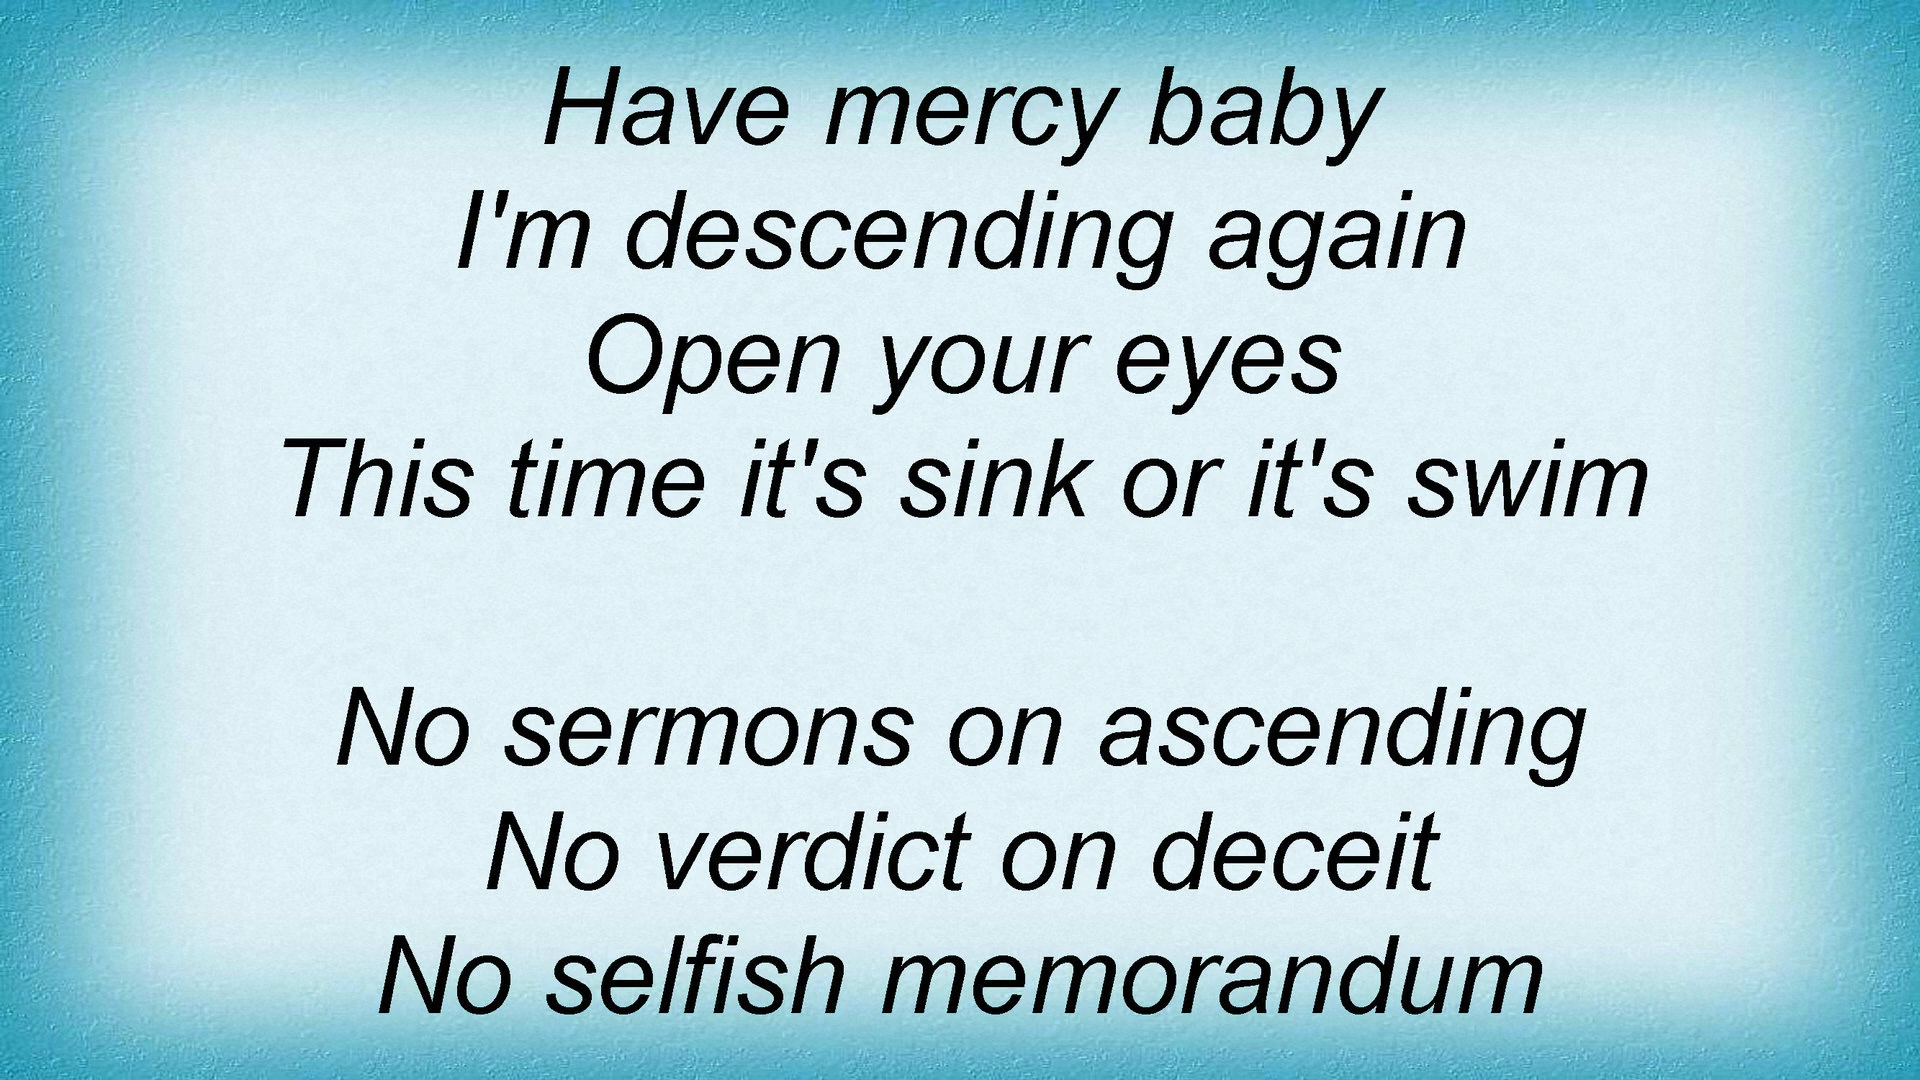 Have mercy baby
I'm descending again
Open your eyes
This time it's sink or it's swim
No sermons on ascending
No verdict on deceit
No selfish memorandum